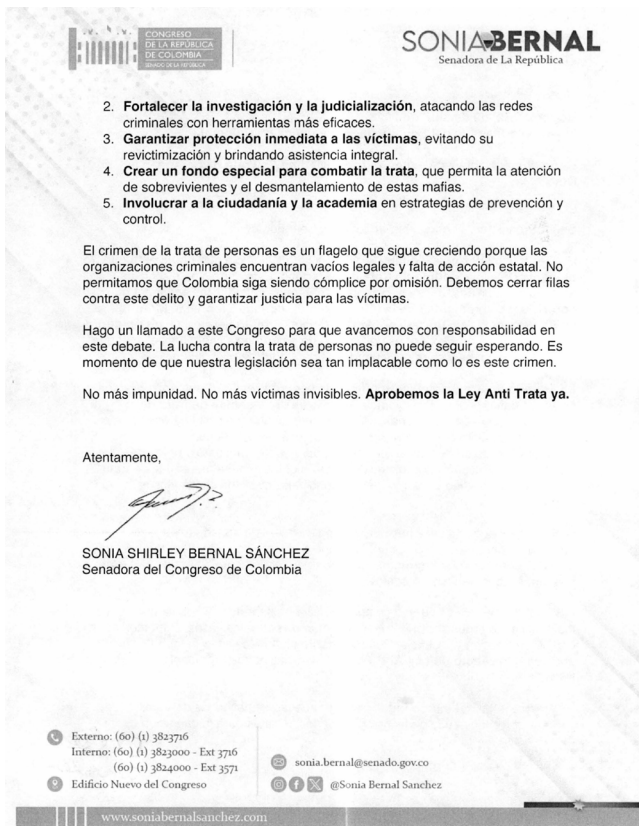 CONGRESO
DE LA REPÚBLICA
DE COLOMBIA
SENADO DE LA REPÚBLICA
SONIA BERNAL
Senadora de La República
2. Fortalecer la investigación y la judicialización, atacando las redes
criminales con herramientas más eficaces.
3. Garantizar protección inmediata a las víctimas, evitando su
revictimización y brindando asistencia integral.
4. Crear un fondo especial para combatir la trata, que permita la atención
de sobrevivientes y el desmantelamiento de estas mafias.
5. Involucrar a la ciudadanía y la academia en estrategias de prevención y
control.
El crimen de la trata de personas es un flagelo que sigue creciendo porque las
organizaciones criminales encuentran vacíos legales y falta de acción estatal. No
permitamos que Colombia siga siendo cómplice por omisión. Debemos cerrar filas
contra este delito y garantizar justicia para las víctimas.
Hago un llamado a este Congreso para que avancemos con responsabilidad en
este debate. La lucha contra la trata de personas no puede seguir esperando. Es
momento de que nuestra legislación sea tan implacable como lo es este crimen.
No más impunidad. No más víctimas invisibles. Aprobemos la Ley Anti Trata ya.
Atentamente,
SONIA SHIRLEY BERNAL SÁNCHEZ
Senadora del Congreso de Colombia
Externo: (60) (1) 3823716
Interno: (60) (1) 3823000 - Ext 3716
(60) (1) 3824000 - Ext 3571
Edificio Nuevo del Congreso
sonia.bernal@senado.gov.co
@Sonia Bernal Sanchez
www.soniabernalsanchez.com